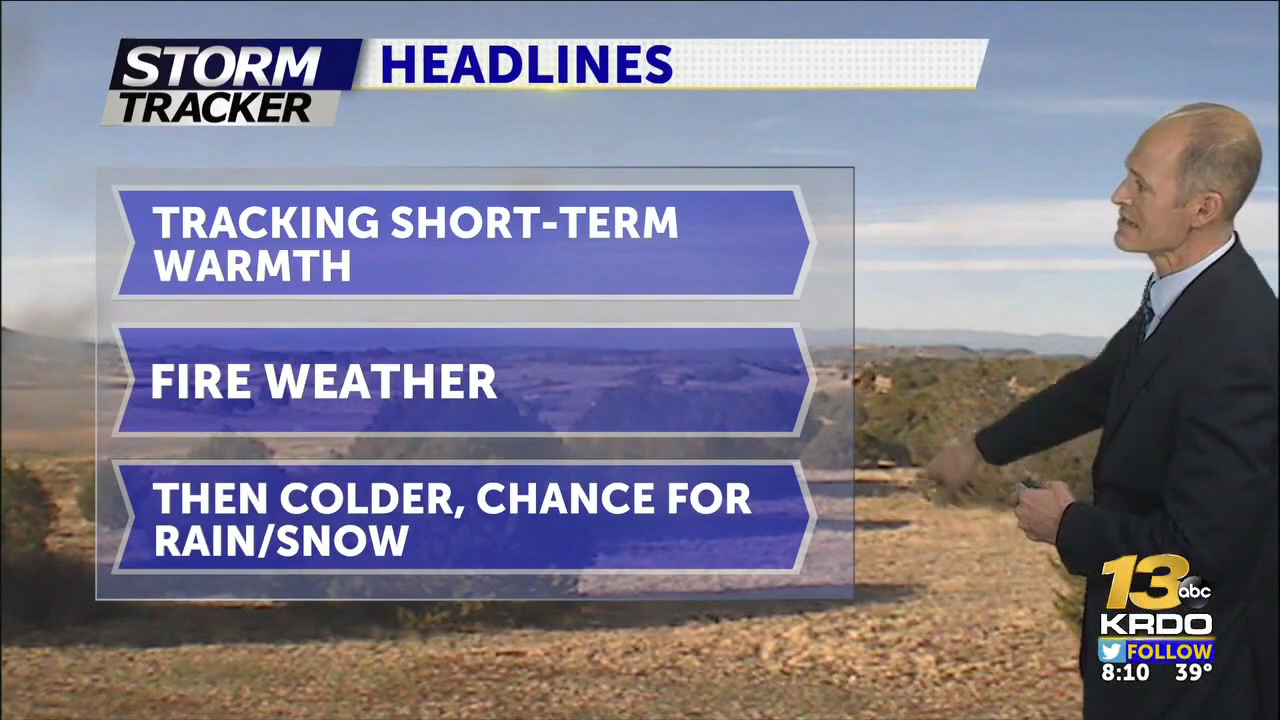 STORM
TRACKER
HEADLINES
TRACKING SHORT-TERM
WARMTH
FIRE WEATHER
THEN COLDER, CHANCE FOR
RAIN/SNOW
13
abc
KRDO
FOLLOW
8:10 39°